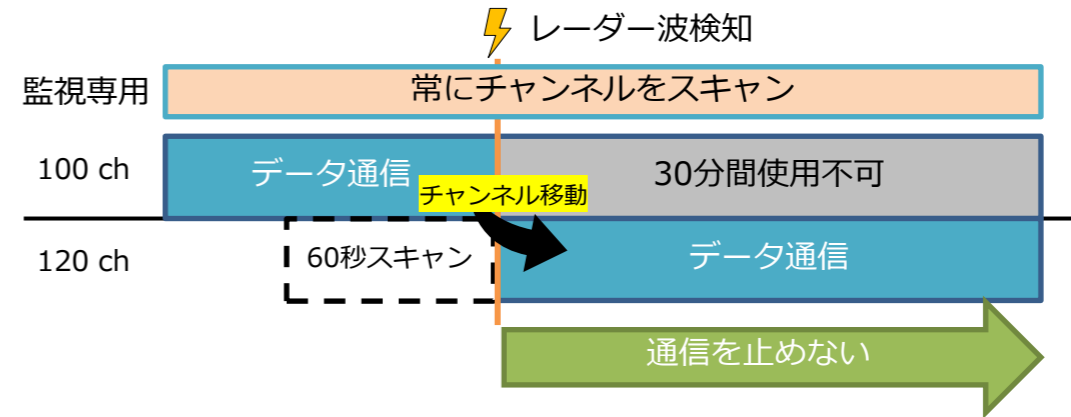 レーダー波検知
監視専用
常にチャンネルをスキャン
100 ch
データ通信
30分間使用不可
チャンネル移動
120 ch
60秒スキャン
データ通信
通信を止めない